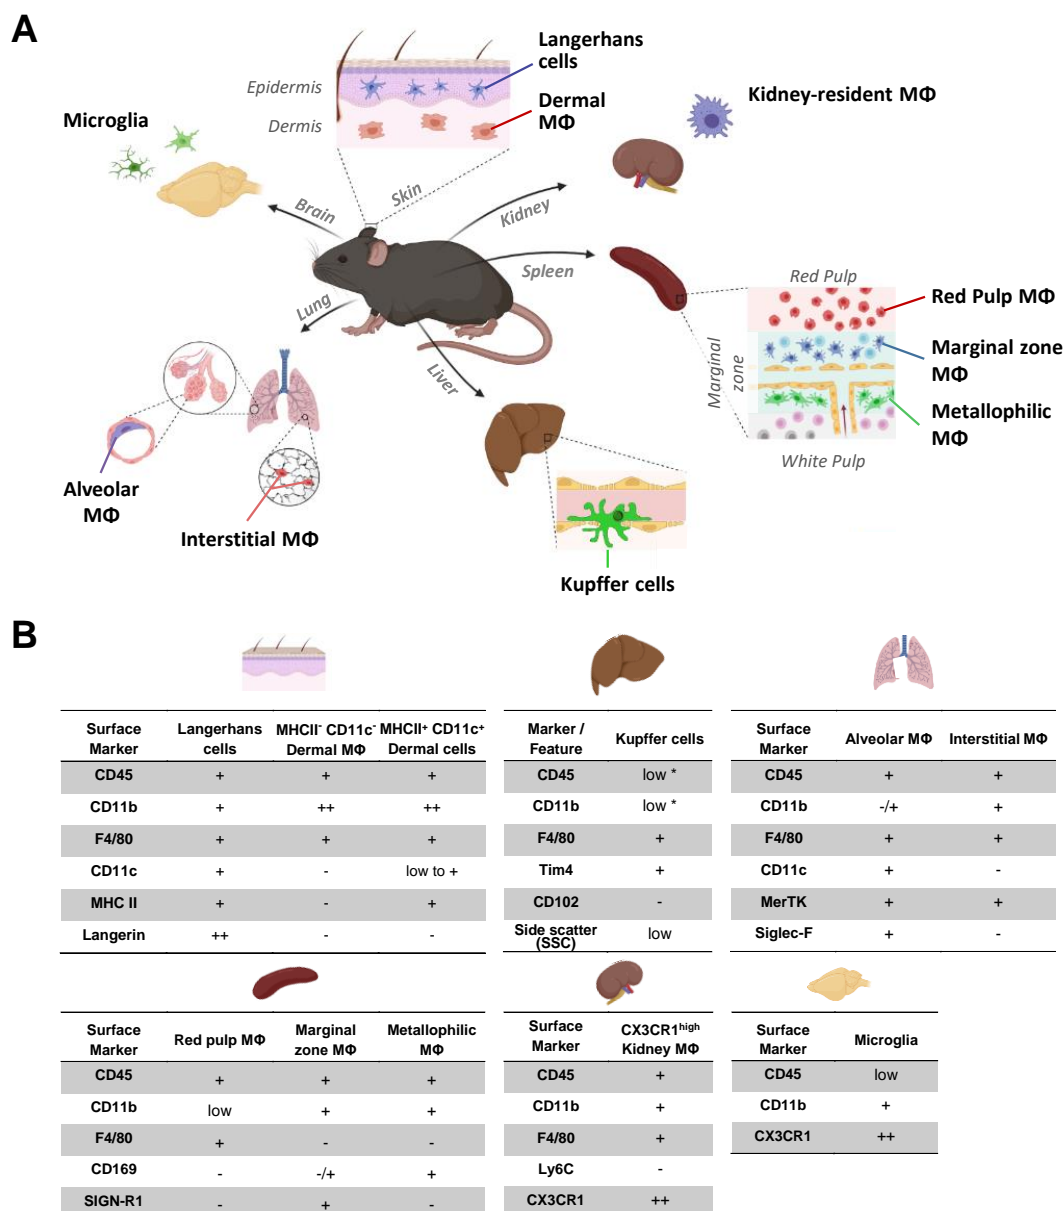 A
Langerhans
cells
Epidermis
Dermal
MΦ
Dermis
Kidney-resident MΦ
Microglia
Brain
Skin
Kidney
Spleen
Lung
Liver
Red Pulp
Red Pulp MΦ
Marginal
zone
Marginal zone
MΦ
Metallophilic
MΦ
White Pulp
Alveolar
MΦ
Interstitial MΦ
Kupffer cells
B
Surface Marker | Langerhans cells | MHCII⁻ CD11c⁻ Dermal MΦ | MHCII⁺ CD11c⁺ Dermal cells
CD45 + + +
CD11b + ++ ++
F4/80 + + +
CD11c + - low to +
MHC II + - +
Langerin ++ - -
Marker / Feature | Kupffer cells
CD45 low *
CD11b low *
F4/80 +
Tim4 +
CD102 -
Side scatter (SSC) low
Surface Marker | Alveolar MΦ | Interstitial MΦ
CD45 + +
CD11b -/+ +
F4/80 + +
CD11c + -
MerTK + +
Siglec-F + -
Surface Marker | Red pulp MΦ | Marginal zone MΦ | Metallophilic MΦ
CD45 + + +
CD11b low + +
F4/80 + - -
CD169 - -/+ +
SIGN-R1 - + -
Surface Marker | CX3CR1ʰⁱᵍʰ Kidney MΦ
CD45 +
CD11b +
F4/80 +
Ly6C -
CX3CR1 ++
Surface Marker | Microglia
CD45 low
CD11b +
CX3CR1 ++